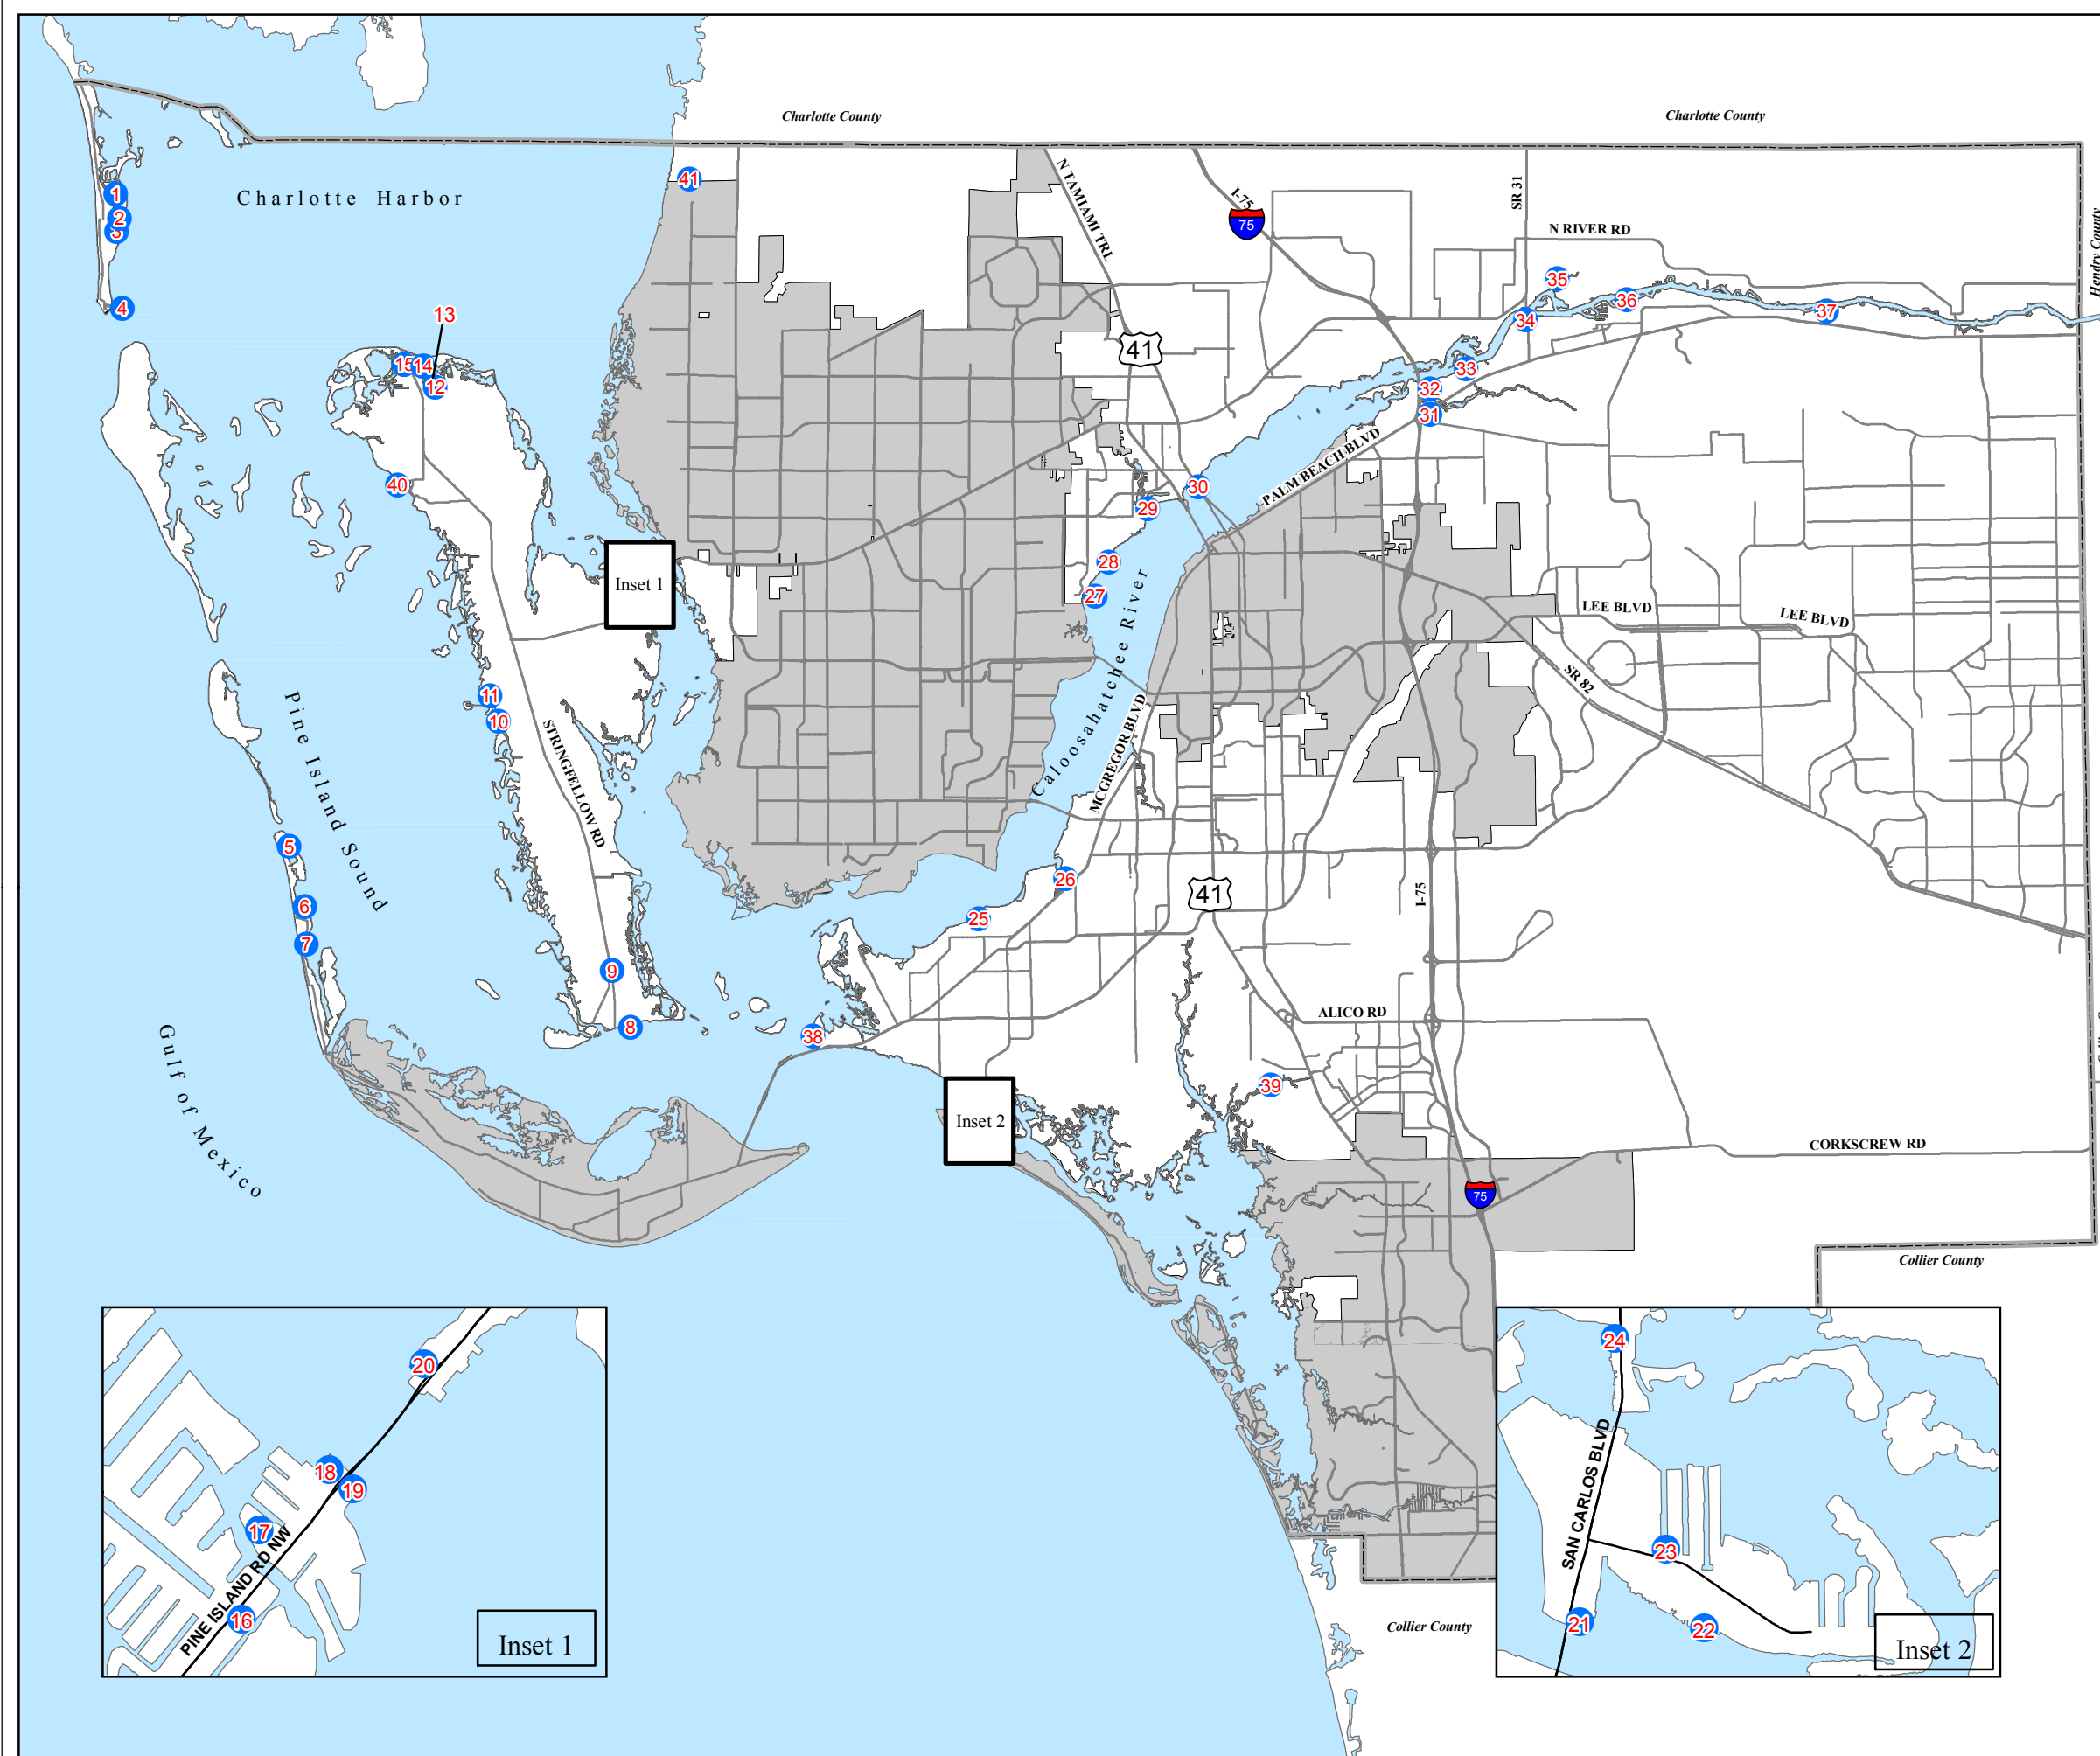 Charlotte County
Charlotte County
41
1
2
3
Charlotte Harbor
N TAMIAMI TRL
I-75
75
SR 31
N RIVER RD
Hendry County
4
13
15
14
12
35
36
34
37
41
33
32
31
PALM BEACH BLVD
40
30
29
28
27
Inset 1
LEE BLVD
LEE BLVD
SR 82
Caloosahatchee River
MCGREGOR BLVD
11
10
STRINGFELLOW RD
Pine Island Sound
5
6
7
26
25
41
I-75
9
8
38
ALICO RD
39
Gulf of Mexico
Inset 2
CORKSCREW RD
75
Collier County
20
18
19
17
PINE ISLAND RD NW
16
Inset 1
24
SAN CARLOS BLVD
23
21
22
Inset 2
Collier County